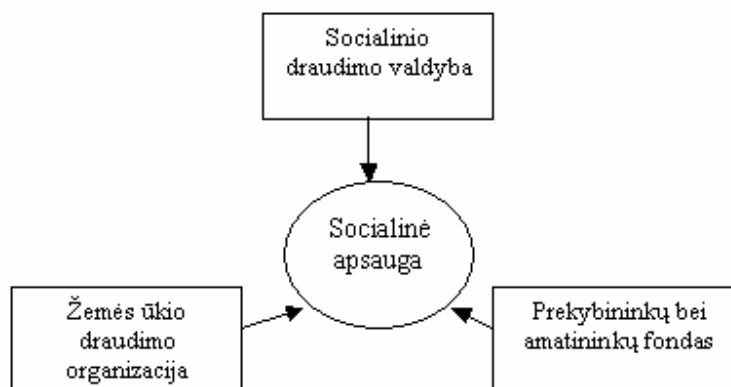 Socialinio
draudimo valdyba
Socialinė
apsauga
Žemės ūkio
draudimo
organizacija
Prekybininkų bei
amatininkų fondas